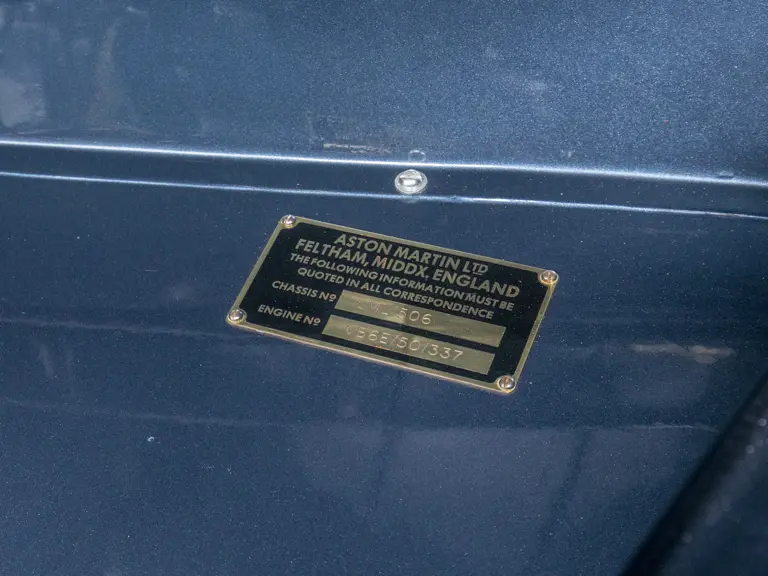 ASTON MARTIN LTD
FELTHAM, MIDDX, ENGLAND
THE FOLLOWING INFORMATION MUST BE
QUOTED IN ALL CORRESPONDENCE
CHASSIS Nº 506
ENGINE Nº V36E/50/337